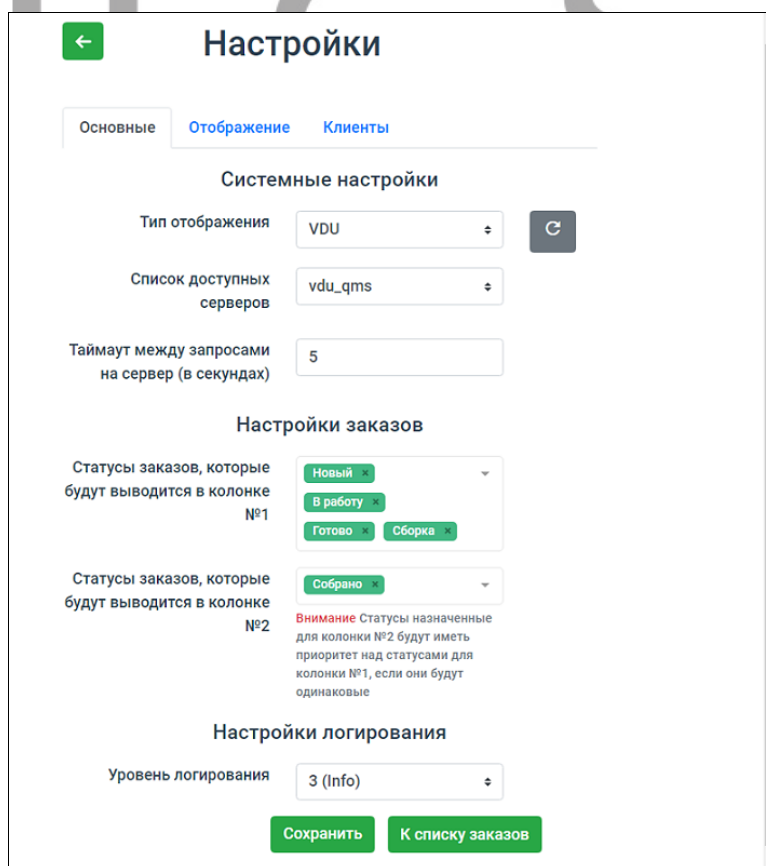 Настройки
Основные Отображение Клиенты
Системные настройки
Тип отображения VDU
Список доступных
серверов vdu_qms
Таймаут между запросами
на сервер (в секундах) 5
Настройки заказов
Статусы заказов, которые
будут выводится в колонке
№1
Новый ×
В работу ×
Готово × Сборка ×
Статусы заказов, которые
будут выводится в колонке
№2
Собрано ×
Внимание Статусы назначенные
для колонки №2 будут иметь
приоритет над статусами для
колонки №1, если они будут
одинаковые
Настройки логирования
Уровень логирования 3 (Info)
Сохранить К списку заказов